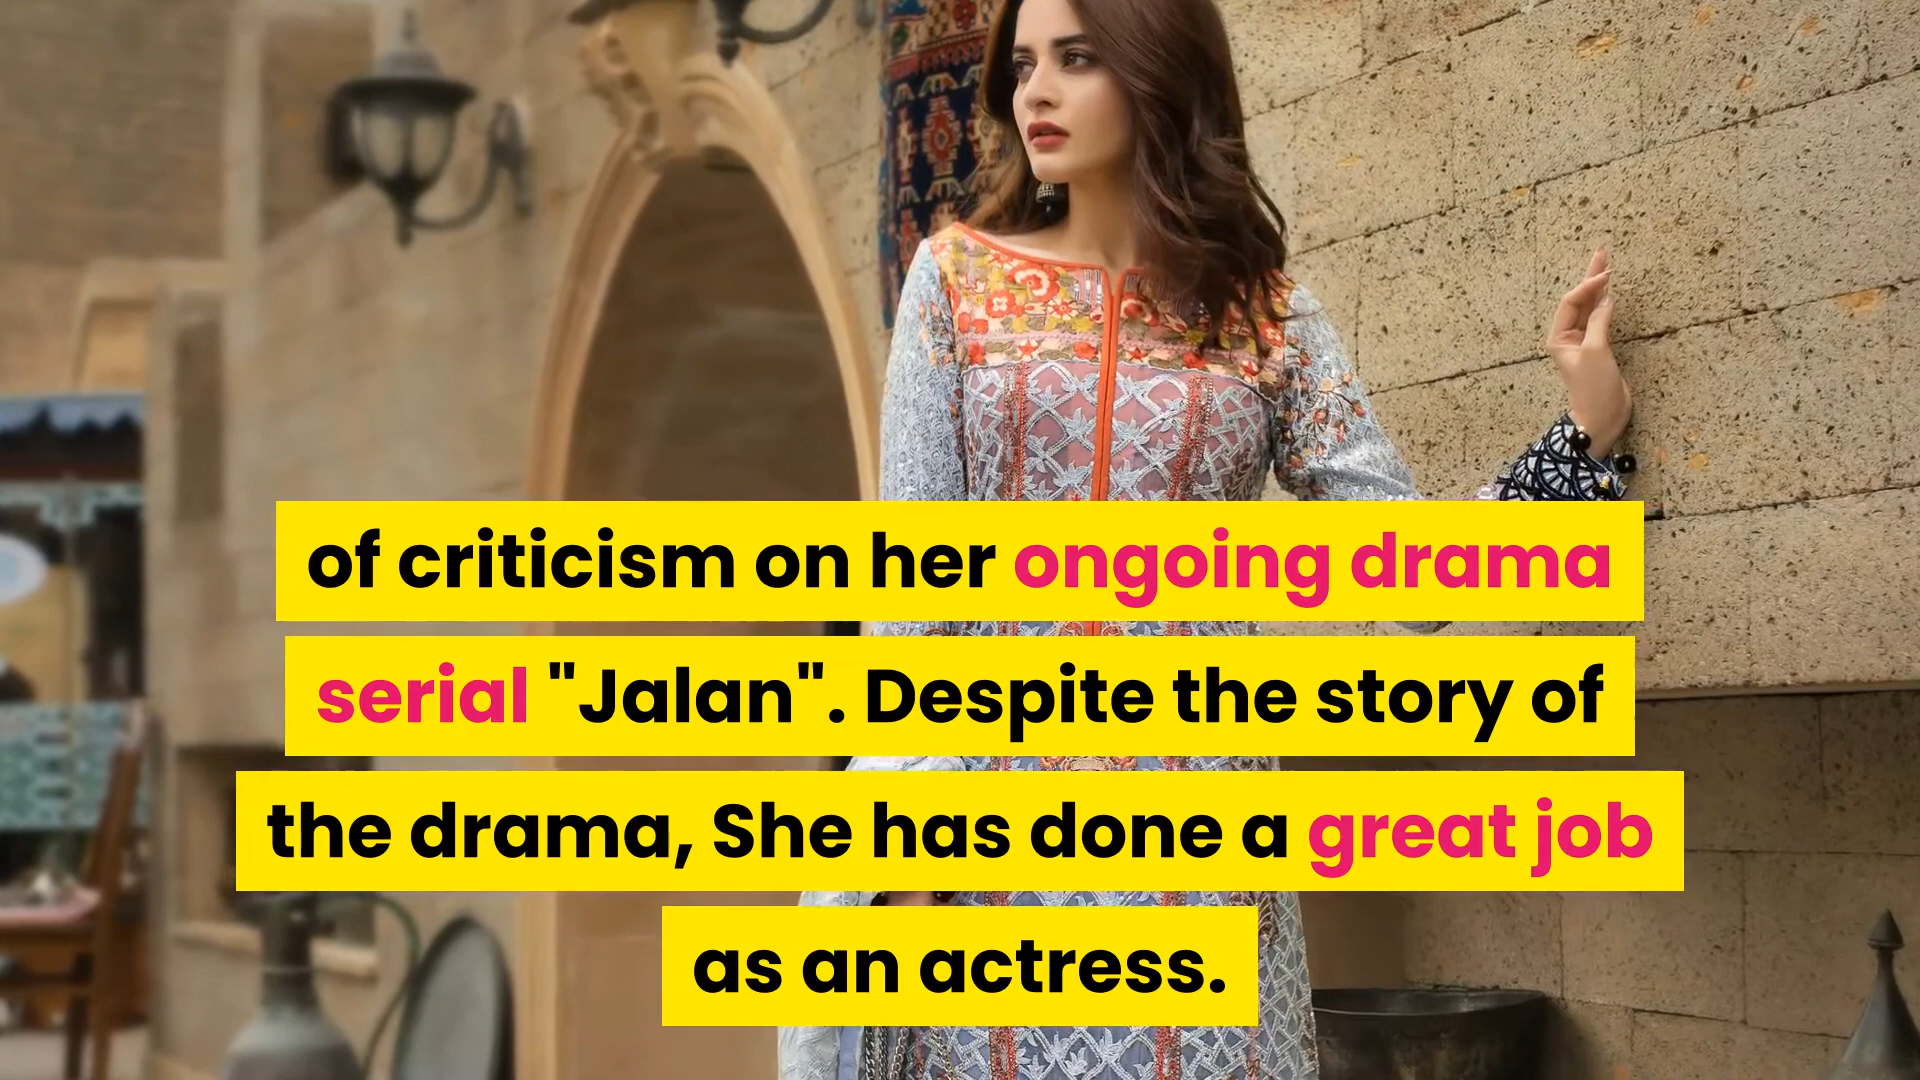 of criticism on her ongoing drama
serial "Jalan". Despite the story of
the drama, She has done a great job
as an actress.